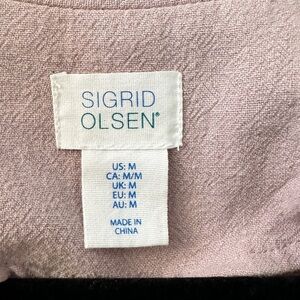 SIGRID
OLSEN®
US: M
CA: M/M
UK: M
EU: M
AU: M
MADE IN
CHINA